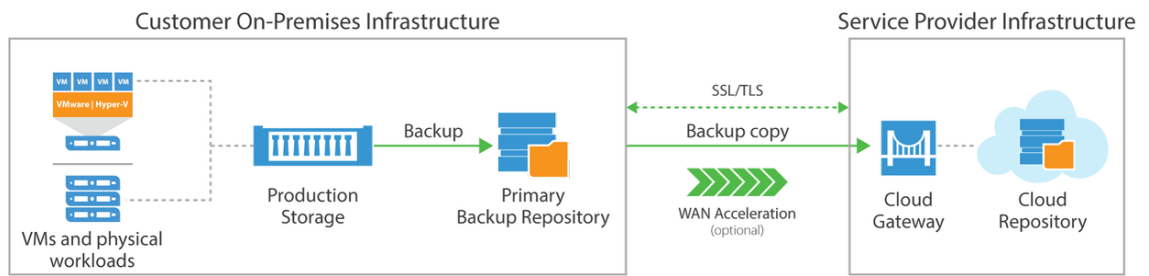 Customer On-Premises Infrastructure
Service Provider Infrastructure
VM VM VM VM
VMware | Hyper-V
VMs and physical
workloads
Production
Storage
Backup
Primary
Backup Repository
SSL/TLS
Backup copy
WAN Acceleration
(optional)
Cloud
Gateway
Cloud
Repository